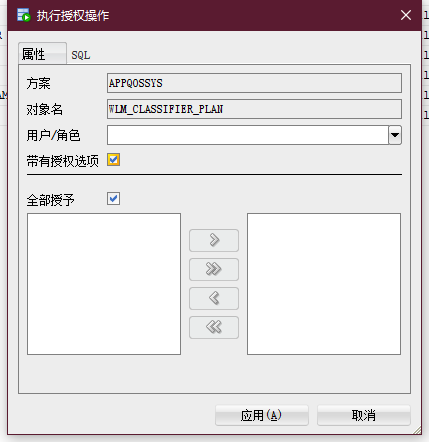 执行授权操作
属性 SQL
方案 APPQOSSYS
对象名 WLM_CLASSIFIER_PLAN
用户/角色
带有授权选项
全部授予
应用(A) 取消